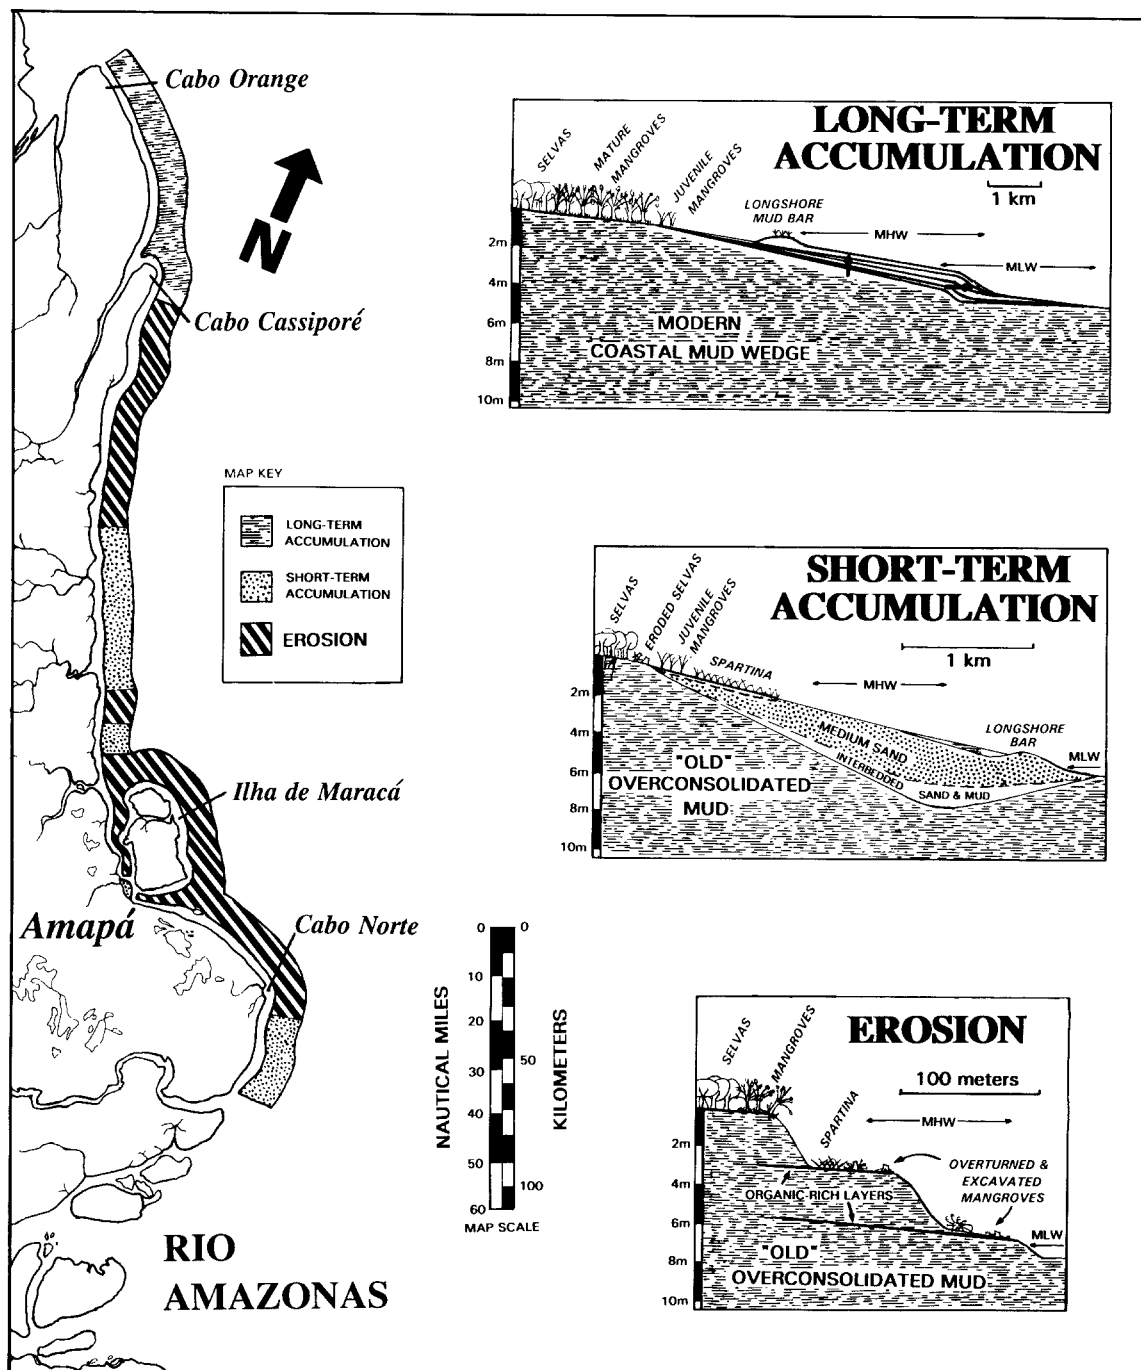 Cabo Orange
N
Cabo Cassiporé
MAP KEY
LONG-TERM
ACCUMULATION
SHORT-TERM
ACCUMULATION
EROSION
Ilha de Maracá
Amapá
Cabo Norte
RIO
AMAZONAS
NAUTICAL MILES
0
10
20
30
40
50
60
0
50
100
KILOMETERS
MAP SCALE
LONG-TERM
ACCUMULATION
1 km
SELVAS
MATURE
MANGROVES
JUVENILE
MANGROVES
LONGSHORE
MUD BAR
MHW
MLW
2m
4m
6m
8m
10m
MODERN
COASTAL MUD WEDGE
SHORT-TERM
ACCUMULATION
1 km
SELVAS
ERODED SELVAS
JUVENILE
MANGROVES
SPARTINA
MHW
LONGSHORE
BAR
MLW
2m
4m
6m
8m
10m
MEDIUM SAND
INTERBEDDED
SAND & MUD
"OLD"
OVERCONSOLIDATED
MUD
EROSION
100 meters
SELVAS
MANGROVES
SPARTINA
MHW
OVERTURNED &
EXCAVATED
MANGROVES
MLW
2m
4m
6m
8m
10m
ORGANIC-RICH LAYERS
"OLD"
OVERCONSOLIDATED MUD